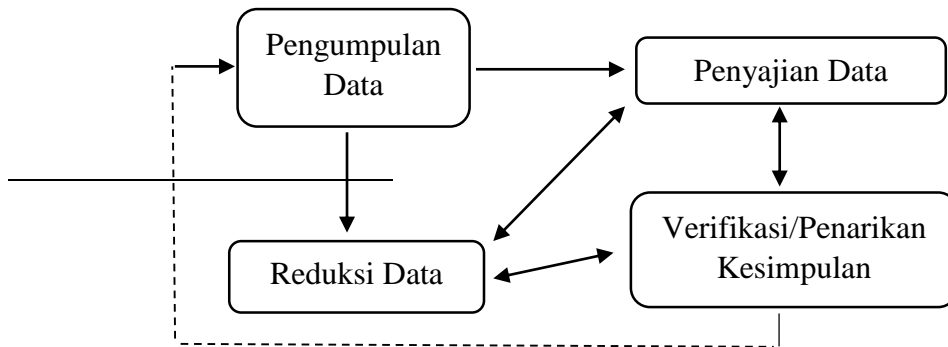 Pengumpulan
Data
Penyajian Data
Verifikasi/Penarikan
Kesimpulan
Reduksi Data